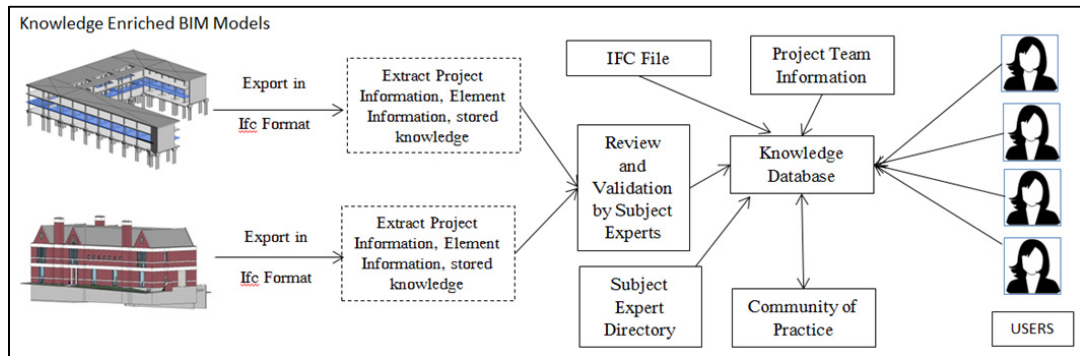 Knowledge Enriched BIM Models
Export in
Ifc Format
Extract Project
Information, Element
Information, stored
knowledge
Export in
Ifc Format
Extract Project
Information, Element
Information, stored
knowledge
Review
and
Validation
by Subject
Experts
IFC File
Project Team
Information
Knowledge
Database
Subject
Expert
Directory
Community of
Practice
USERS